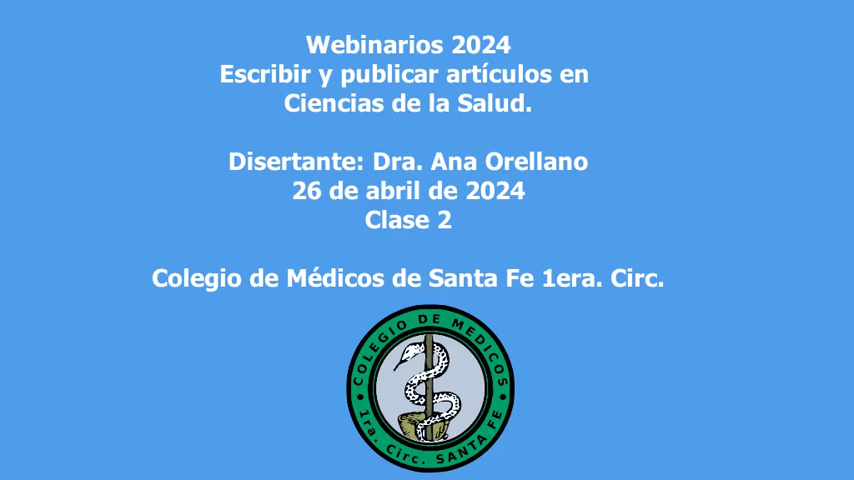 Webinarios 2024
Escribir y publicar artículos en
Ciencias de la Salud.
Disertante: Dra. Ana Orellano
26 de abril de 2024
Clase 2
Colegio de Médicos de Santa Fe 1era. Circ.
COLEGIO DE MEDICOS
1ra. Circ. SANTA FE